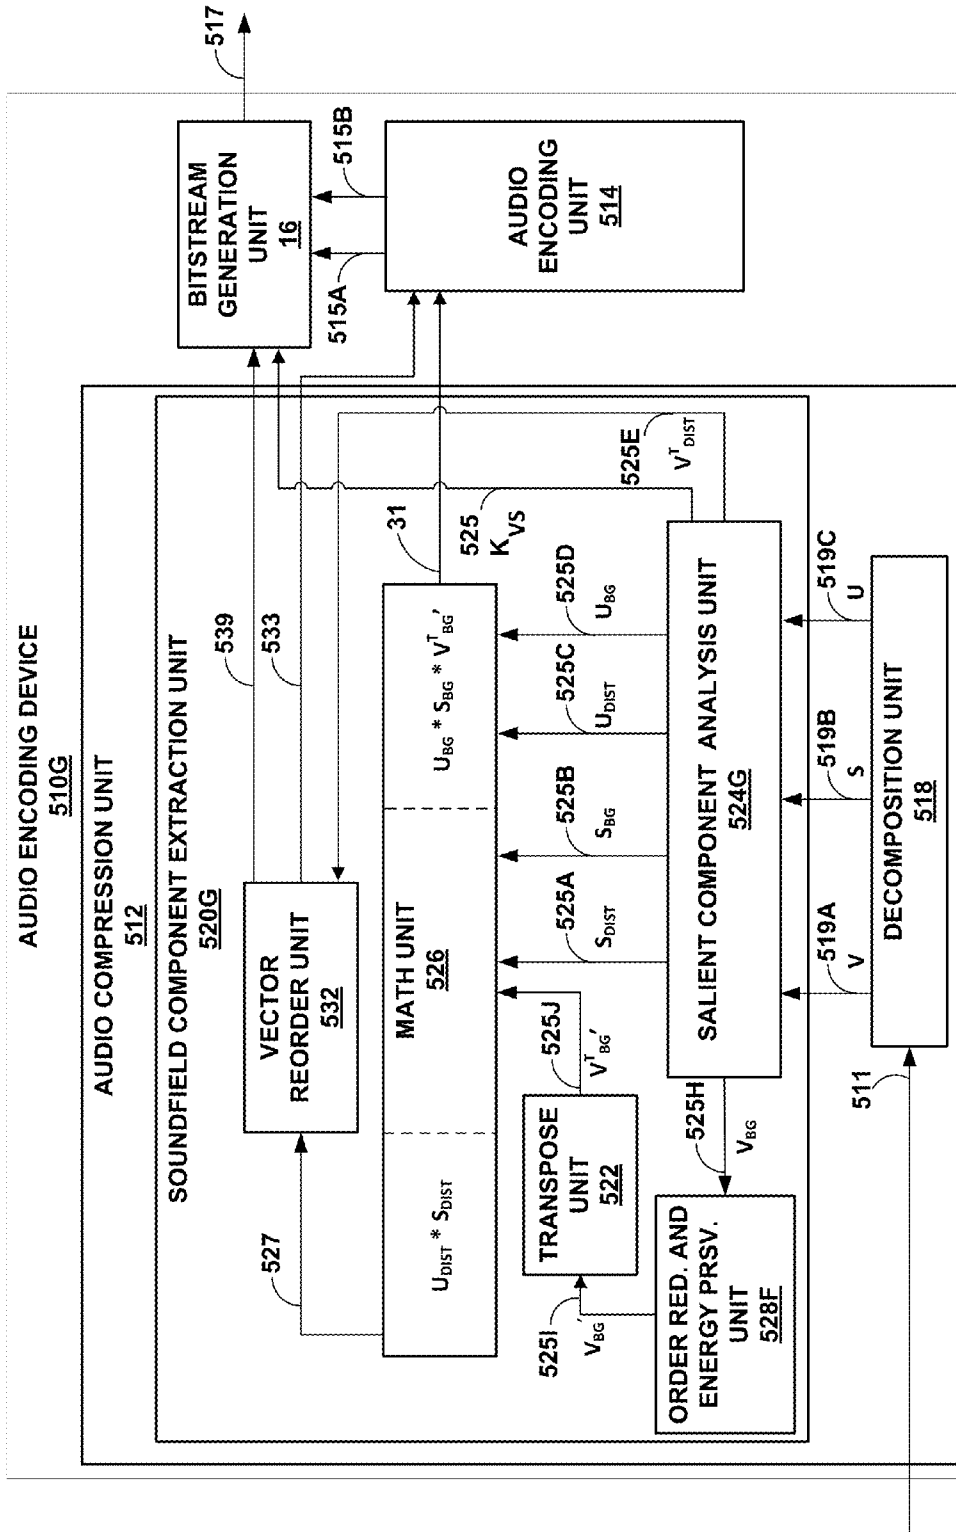 AUDIO ENCODING DEVICE
510G
AUDIO COMPRESSION UNIT
512
SOUNDFIELD COMPONENT EXTRACTION UNIT
520G
527
VECTOR
REORDER UNIT
532
539
533
BITSTREAM
GENERATION
UNIT
16
517
U_DIST * S_DIST
MATH UNIT
526
U_BG * S_BG * V^T_BG'
31
515A
515B
AUDIO
ENCODING
UNIT
514
525I
V_BG'
TRANSPOSE
UNIT
522
525J
V^T_BG'
525A
S_DIST
525B
S_BG
525C
U_DIST
525D
U_BG
525
K_VS
525E
V^T_DIST
ORDER RED. AND
ENERGY PRSV.
UNIT
528F
525H
V_BG
SALIENT COMPONENT ANALYSIS UNIT
524G
519A
V
519B
S
519C
U
511
DECOMPOSITION UNIT
518